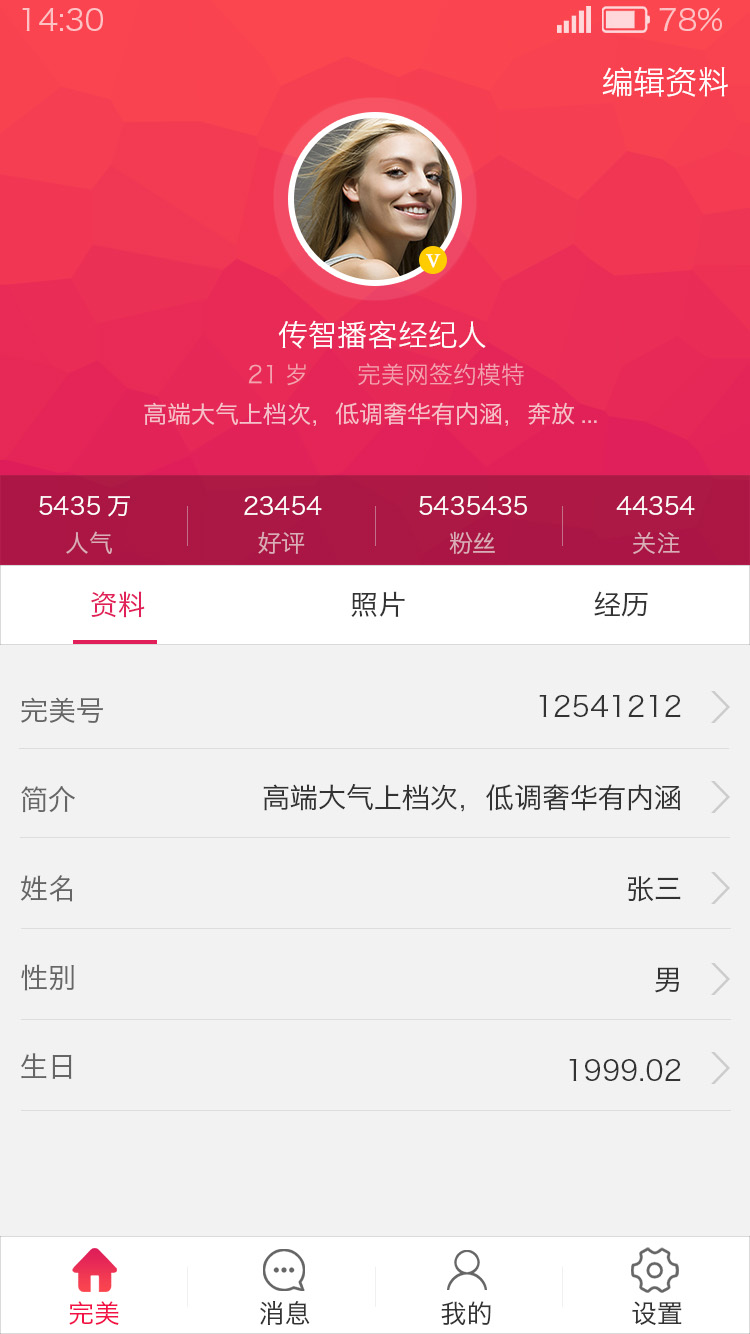 14:30 78%
编辑资料
V
传智播客经纪人
21 岁 完美网签约模特
高端大气上档次，低调奢华有内涵，奔放 ...
5435 万 23454 5435435 44354
人气 好评 粉丝 关注
资料 照片 经历
完美号 12541212
简介 高端大气上档次，低调奢华有内涵
姓名 张三
性别 男
生日 1999.02
完美 消息 我的 设置